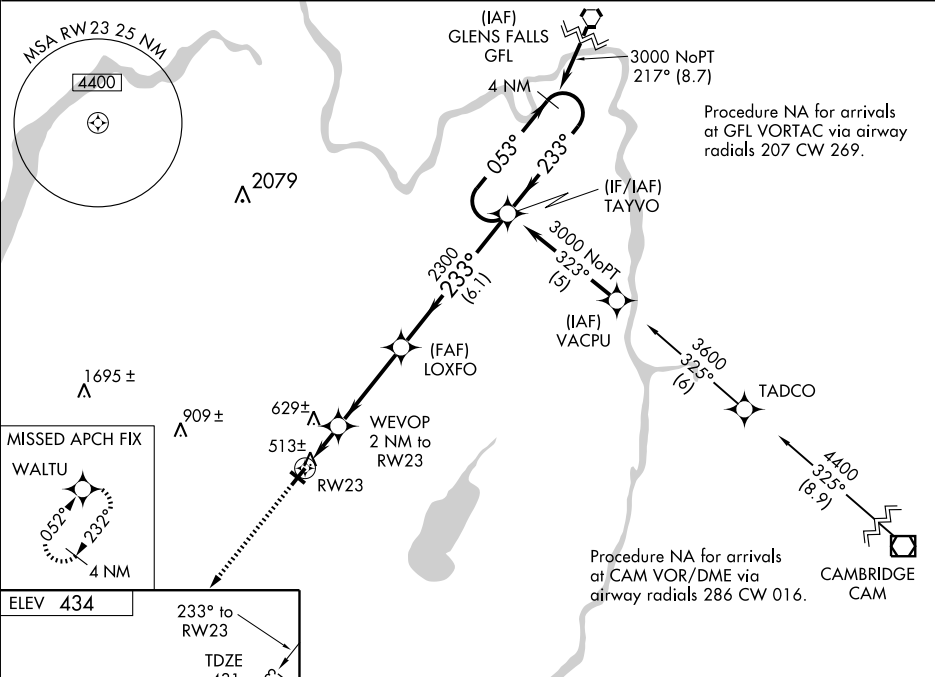 MSA RW 23 25 NM
4400
(IAF)
GLENS FALLS
GFL
3000 NoPT
217° (8.7)
4 NM
Procedure NA for arrivals
at GFL VORTAC via airway
radials 207 CW 269.
053°
233°
2079
(IF/IAF)
TAYVO
3000 NoPT
323°
(5)
2300
233°
(6.1)
(IAF)
VACPU
(FAF)
LOXFO
3600
325°
(6)
TADCO
1695 ±
909 ±
629±
WEVOP
2 NM to
RW23
513±
RW23
4400
325°
(8.9)
MISSED APCH FIX
WALTU
052°
232°
4 NM
Procedure NA for arrivals
at CAM VOR/DME via
airway radials 286 CW 016.
CAMBRIDGE
CAM
ELEV 434
233° to
RW23
TDZE